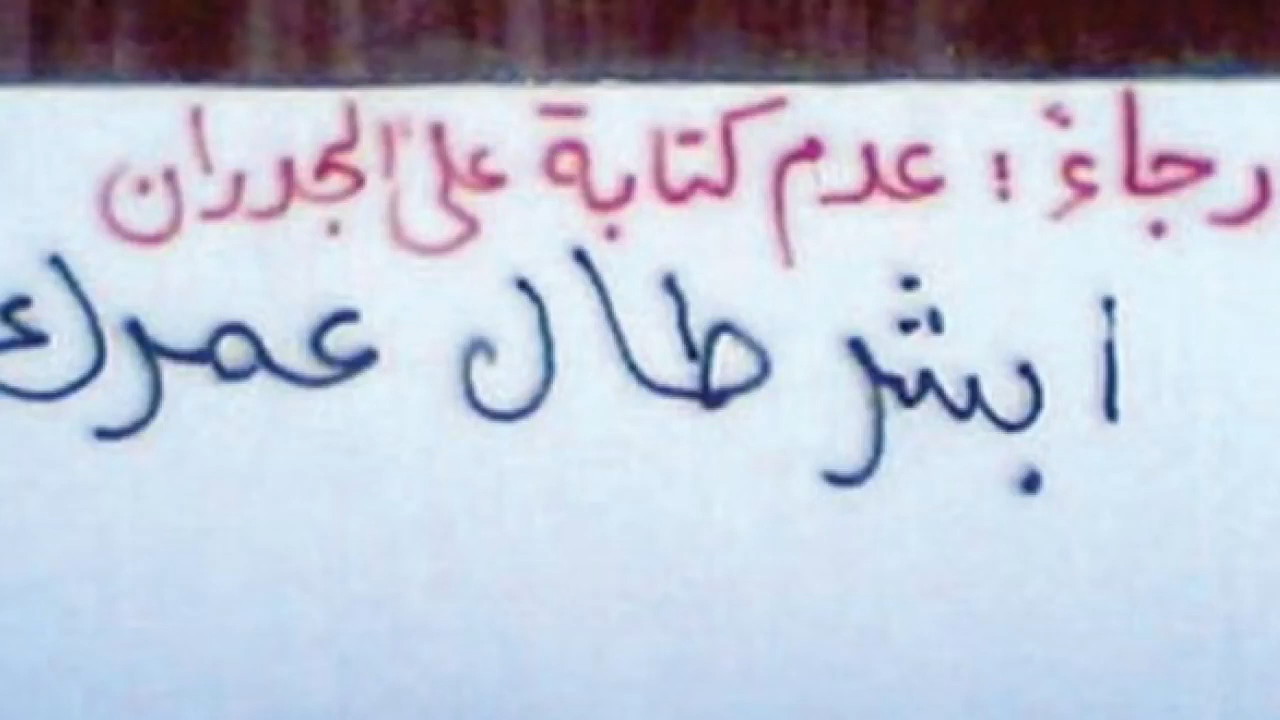 رجاءً : عدم كتابة على الجدران
ابشر طال عمرك